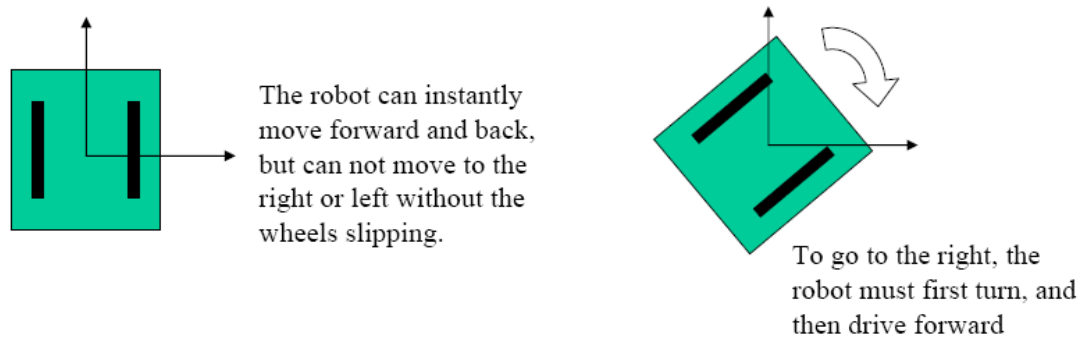 The robot can instantly
move forward and back,
but can not move to the
right or left without the
wheels slipping.
To go to the right, the
robot must first turn, and
then drive forward